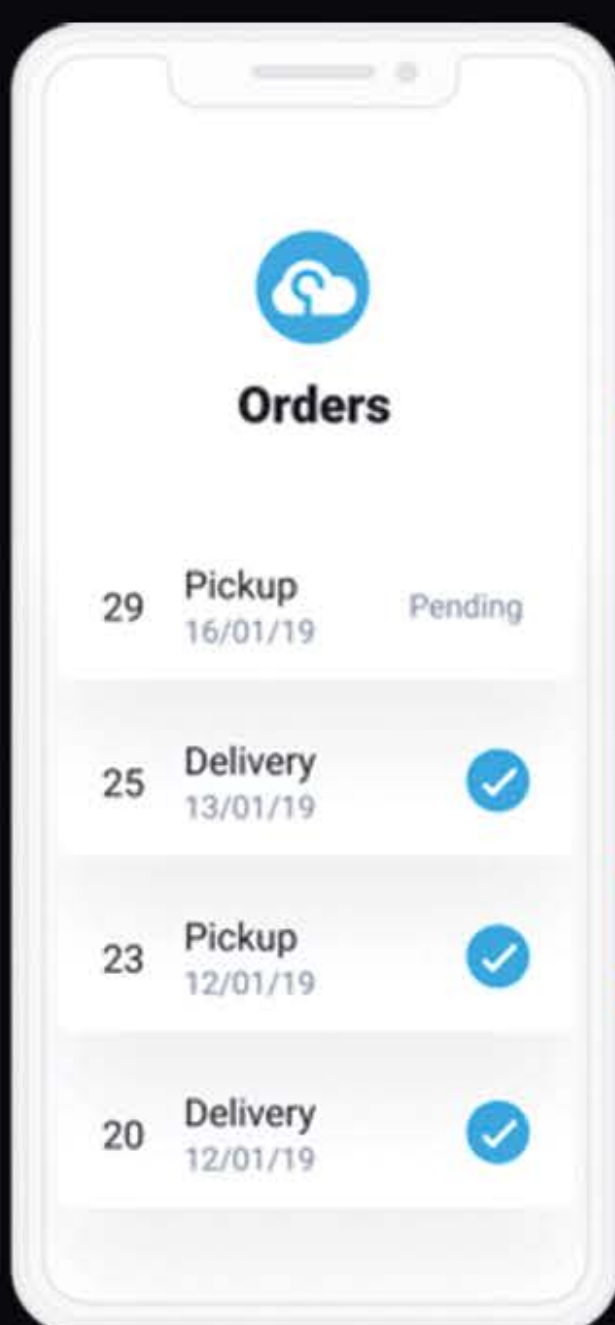 Orders
29
Pickup
16/01/19
Pending
25
Delivery
13/01/19
23
Pickup
12/01/19
20
Delivery
12/01/19